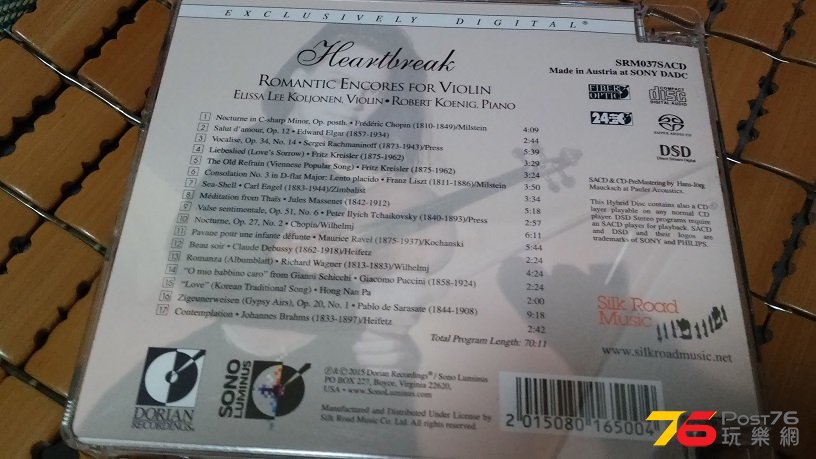 EXCLUSIVELY DIGITAL®
Heartbreak
ROMANTIC ENCORES FOR VIOLIN
ELISSA LEE KOLJONEN, VIOLIN • ROBERT KOENIG, PIANO
1 Nocturne in C-sharp Minor, Op. posth. • Frédéric Chopin (1810-1849)/Milstein 4:09
2 Salut d'amour, Op. 12 • Edward Elgar (1857-1934) 2:44
3 Vocalise, Op. 34, No. 14 • Sergei Rachmaninoff (1873-1943)/Press 5:39
4 Liebeslied (Love's Sorrow) • Fritz Kreisler (1875-1962) 3:29
5 The Old Refrain (Viennese Popular Song) • Fritz Kreisler (1875-1962) 3:24
6 Consolation No. 3 in D-flat Major: Lento placido • Franz Liszt (1811-1886)/Milstein 3:50
7 Sea-Shell • Carl Engel (1883-1944)/Zimbalist 3:34
8 Méditation from Thaïs • Jules Massenet (1842-1912) 5:18
9 Valse sentimentale, Op. 51, No. 6 • Peter Ilyich Tchaikovsky (1840-1893)/Press 2:57
10 Nocturne, Op. 27, No. 2 • Chopin/Wilhelmj 6:11
11 Pavane pour une infante défunte • Maurice Ravel (1875-1937)/Kochanski 5:44
12 Beau soir • Claude Debussy (1862-1918)/Heifetz 2:24
13 Romanza (Albumblatt) • Richard Wagner (1813-1883)/Wilhelmj 4:24
14 "O mio babbino caro" from Gianni Schicchi • Giacomo Puccini (1858-1924) 2:24
15 "Love" (Korean Traditional Song) • Hong Nan Pa 2:00
16 Zigeunerweisen (Gypsy Airs), Op. 20, No. 1 • Pablo de Sarasate (1844-1908) 9:18
17 Contemplation • Johannes Brahms (1833-1897)/Heifetz 2:42
Total Program Length: 70:11
SRM037SACD
Made in Austria at SONY DADC
FIBER OPTIC
COMPACT disc DIGITAL AUDIO
24
SUPER AUDIO CD
DSD
Direct Stream Digital
SACD & CD-PreMastering by Hans-Jörg
Maucksch at Pauler Acoustics.
This Hybrid Disc contains also a CD
layer playable on any normal CD
player. DSD Stereo programs require
an SACD player for playback. SACD
and DSD and their logos are
trademarks of SONY and PHILIPS.
Silk Road
Music
www.silkroadmusic.net
DORIAN
RECORDINGS®
SONO
LUMINUS
℗&© 2015 Dorian Recordings® / Sono Luminus
PO BOX 227, Boyce, Virginia 22620,
USA • www.SonoLuminus.com
Manufactured and Distributed Under License by
Silk Road Music Co. Ltd. All rights of
2 015080 165004
76 POST76
玩樂網